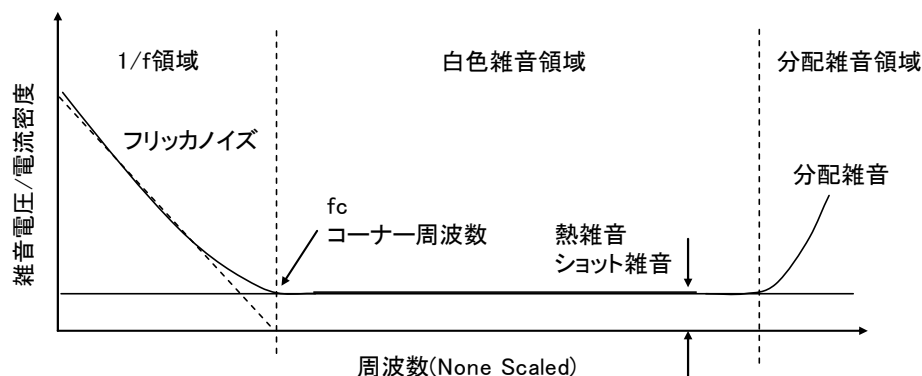 1/f領域
白色雑音領域
分配雑音領域
フリッカノイズ
分配雑音
fc
コーナー周波数
熱雑音
ショット雑音
雑音電圧/電流密度
周波数(None Scaled)